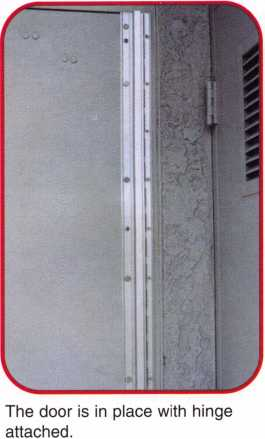 The door is in place with hinge
attached.